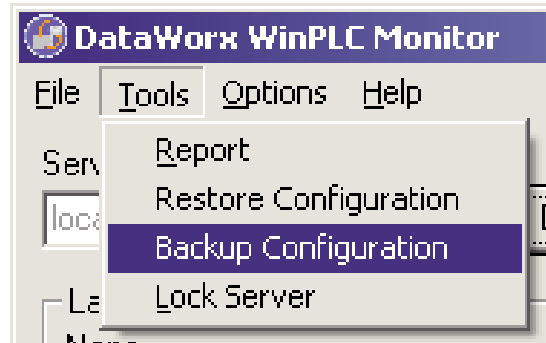 DataWorx WinPLC Monitor
File Tools Options Help
Report
Restore Configuration
Backup Configuration
Lock Server